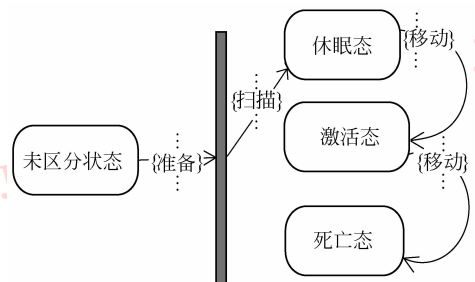 休眠态
{移动}
{扫描}
激活态
未区分状态
{准备}
{移动}
死亡态